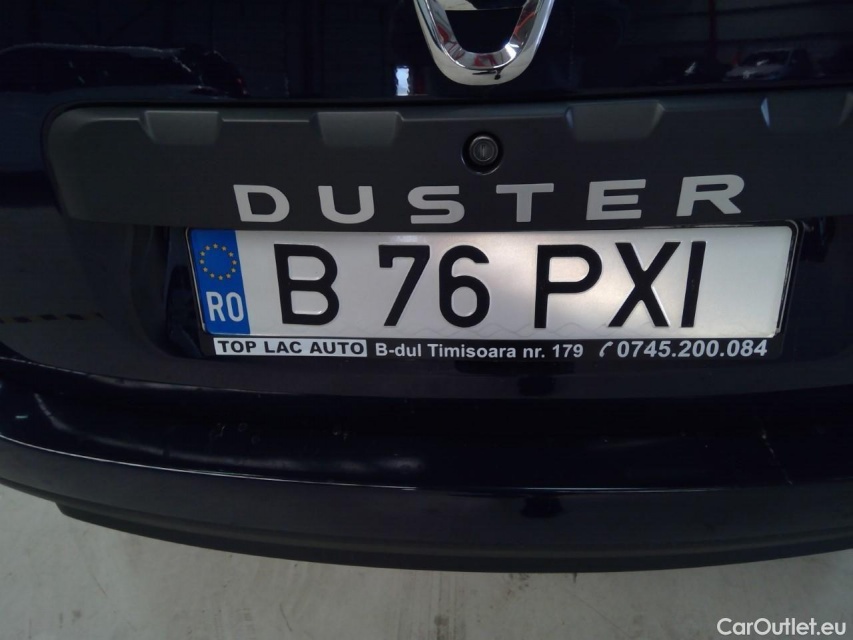 DUSTER
RO B 76 PXI
TOP LAC AUTO B-dul Timisoara nr. 179 ✆ 0745.200.084
CarOutlet.eu